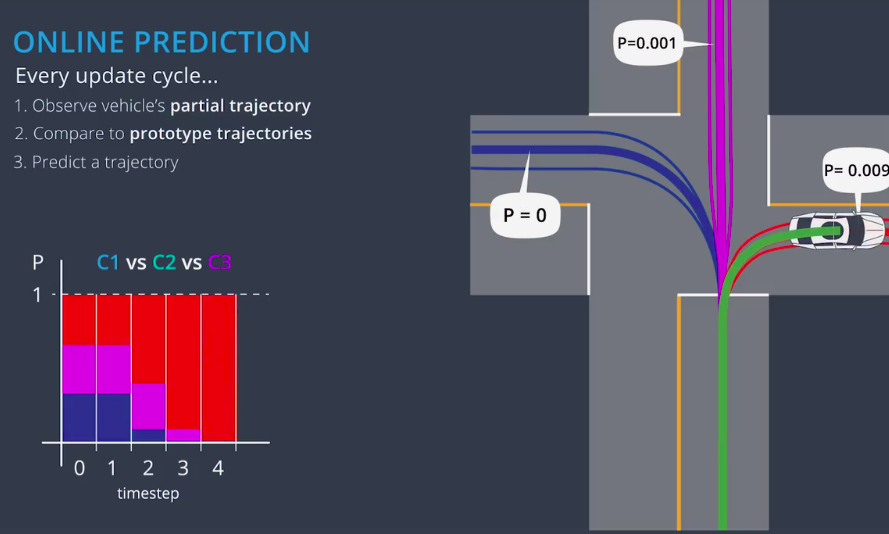 ONLINE PREDICTION
Every update cycle...
1. Observe vehicle's partial trajectory
2. Compare to prototype trajectories
3. Predict a trajectory
P=0.001
P= 0.009
P = 0
P
C1 vs C2 vs C3
1
0 1 2 3 4
timestep